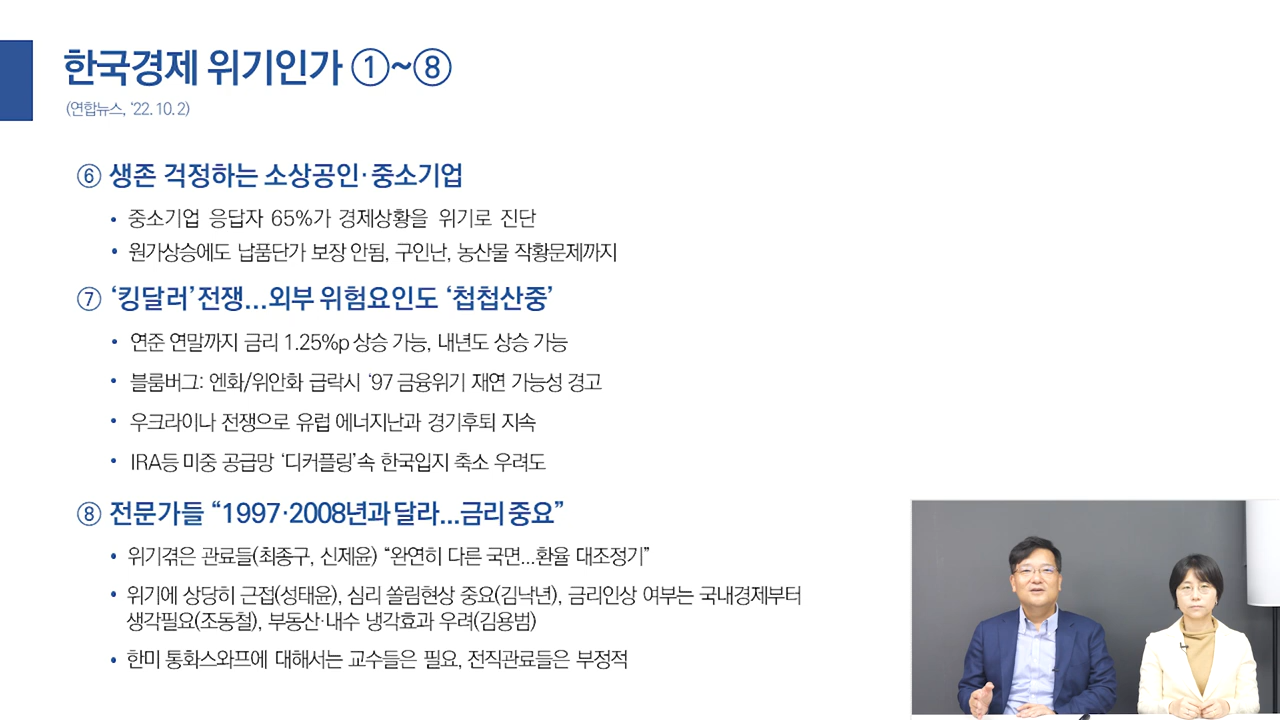 한국경제 위기인가 ①~⑧
(연합뉴스, ‘22. 10. 2)
⑥ 생존 걱정하는 소상공인·중소기업
• 중소기업 응답자 65%가 경제상황을 위기로 진단
• 원가상승에도 납품단가 보장 안됨, 구인난, 농산물 작황문제까지
⑦ ‘킹달러’ 전쟁...외부 위험요인도 ‘첩첩산중’
• 연준 연말까지 금리 1.25%p 상승 가능, 내년도 상승 가능
• 블룸버그: 엔화/위안화 급락시 ‘97 금융위기 재연 가능성 경고
• 우크라이나 전쟁으로 유럽 에너지난과 경기후퇴 지속
• IRA등 미중 공급망 ‘디커플링’속 한국입지 축소 우려도
⑧ 전문가들 “1997·2008년과 달라...금리 중요”
• 위기겪은 관료들(최종구, 신제윤) “완연히 다른 국면...환율 대조정기”
• 위기에 상당히 근접(성태윤), 심리 쏠림현상 중요(김낙년), 금리인상 여부는 국내경제부터
생각필요(조동철), 부동산·내수 냉각효과 우려(김용범)
• 한미 통화스와프에 대해서는 교수들은 필요, 전직관료들은 부정적